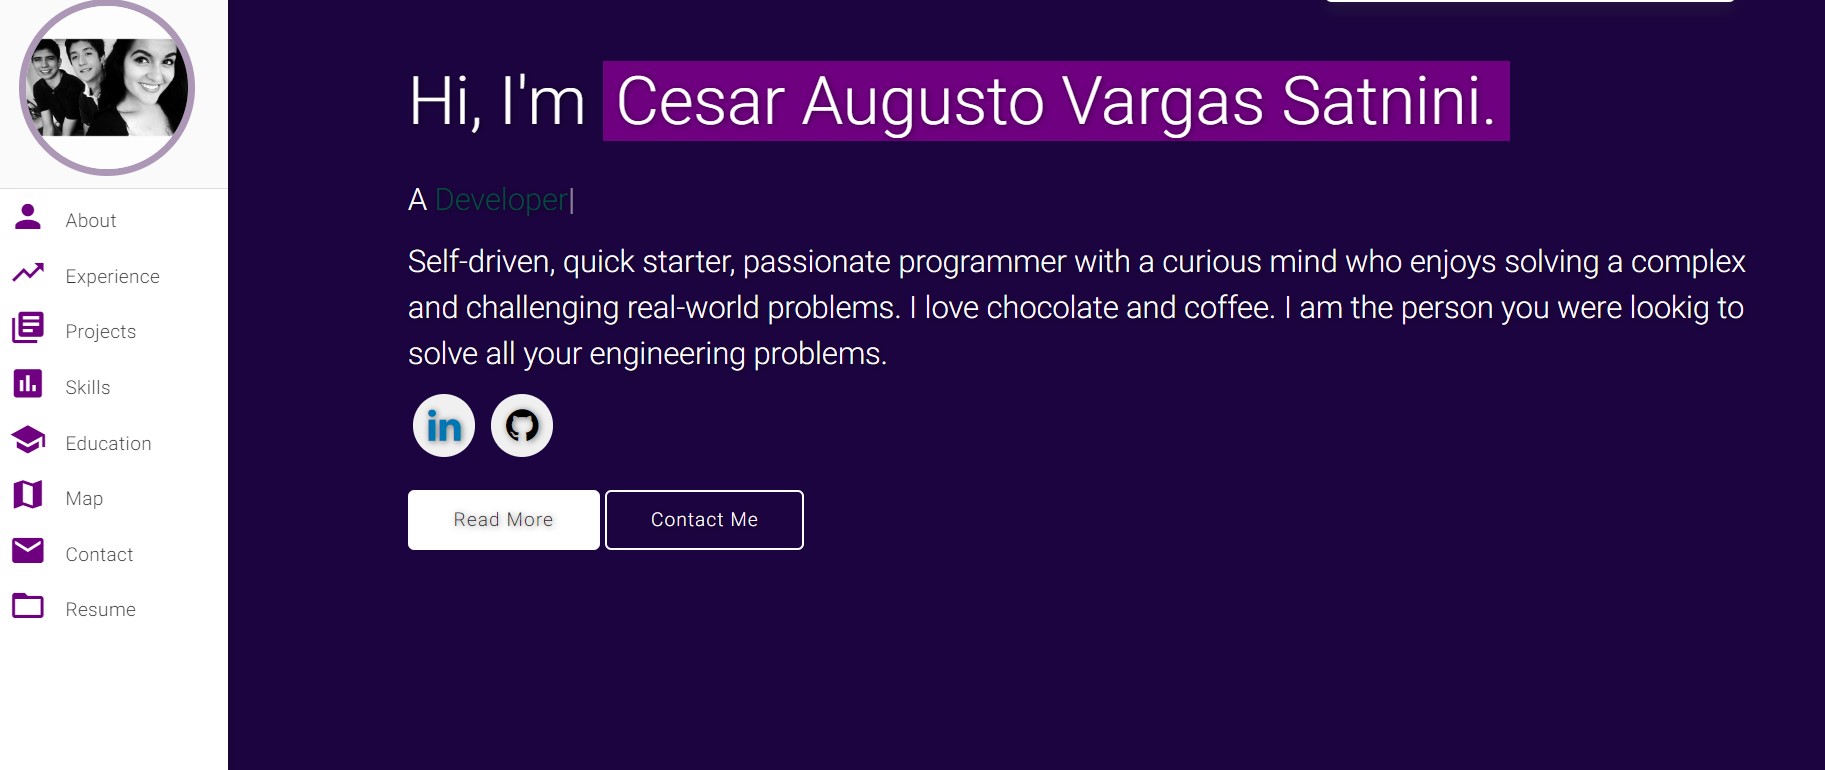 About
Experience
Projects
Skills
Education
Map
Contact
Resume
Hi, I'm Cesar Augusto Vargas Satnini.
A Developer|
Self-driven, quick starter, passionate programmer with a curious mind who enjoys solving a complex
and challenging real-world problems. I love chocolate and coffee. I am the person you were lookig to
solve all your engineering problems.
in
Read More
Contact Me